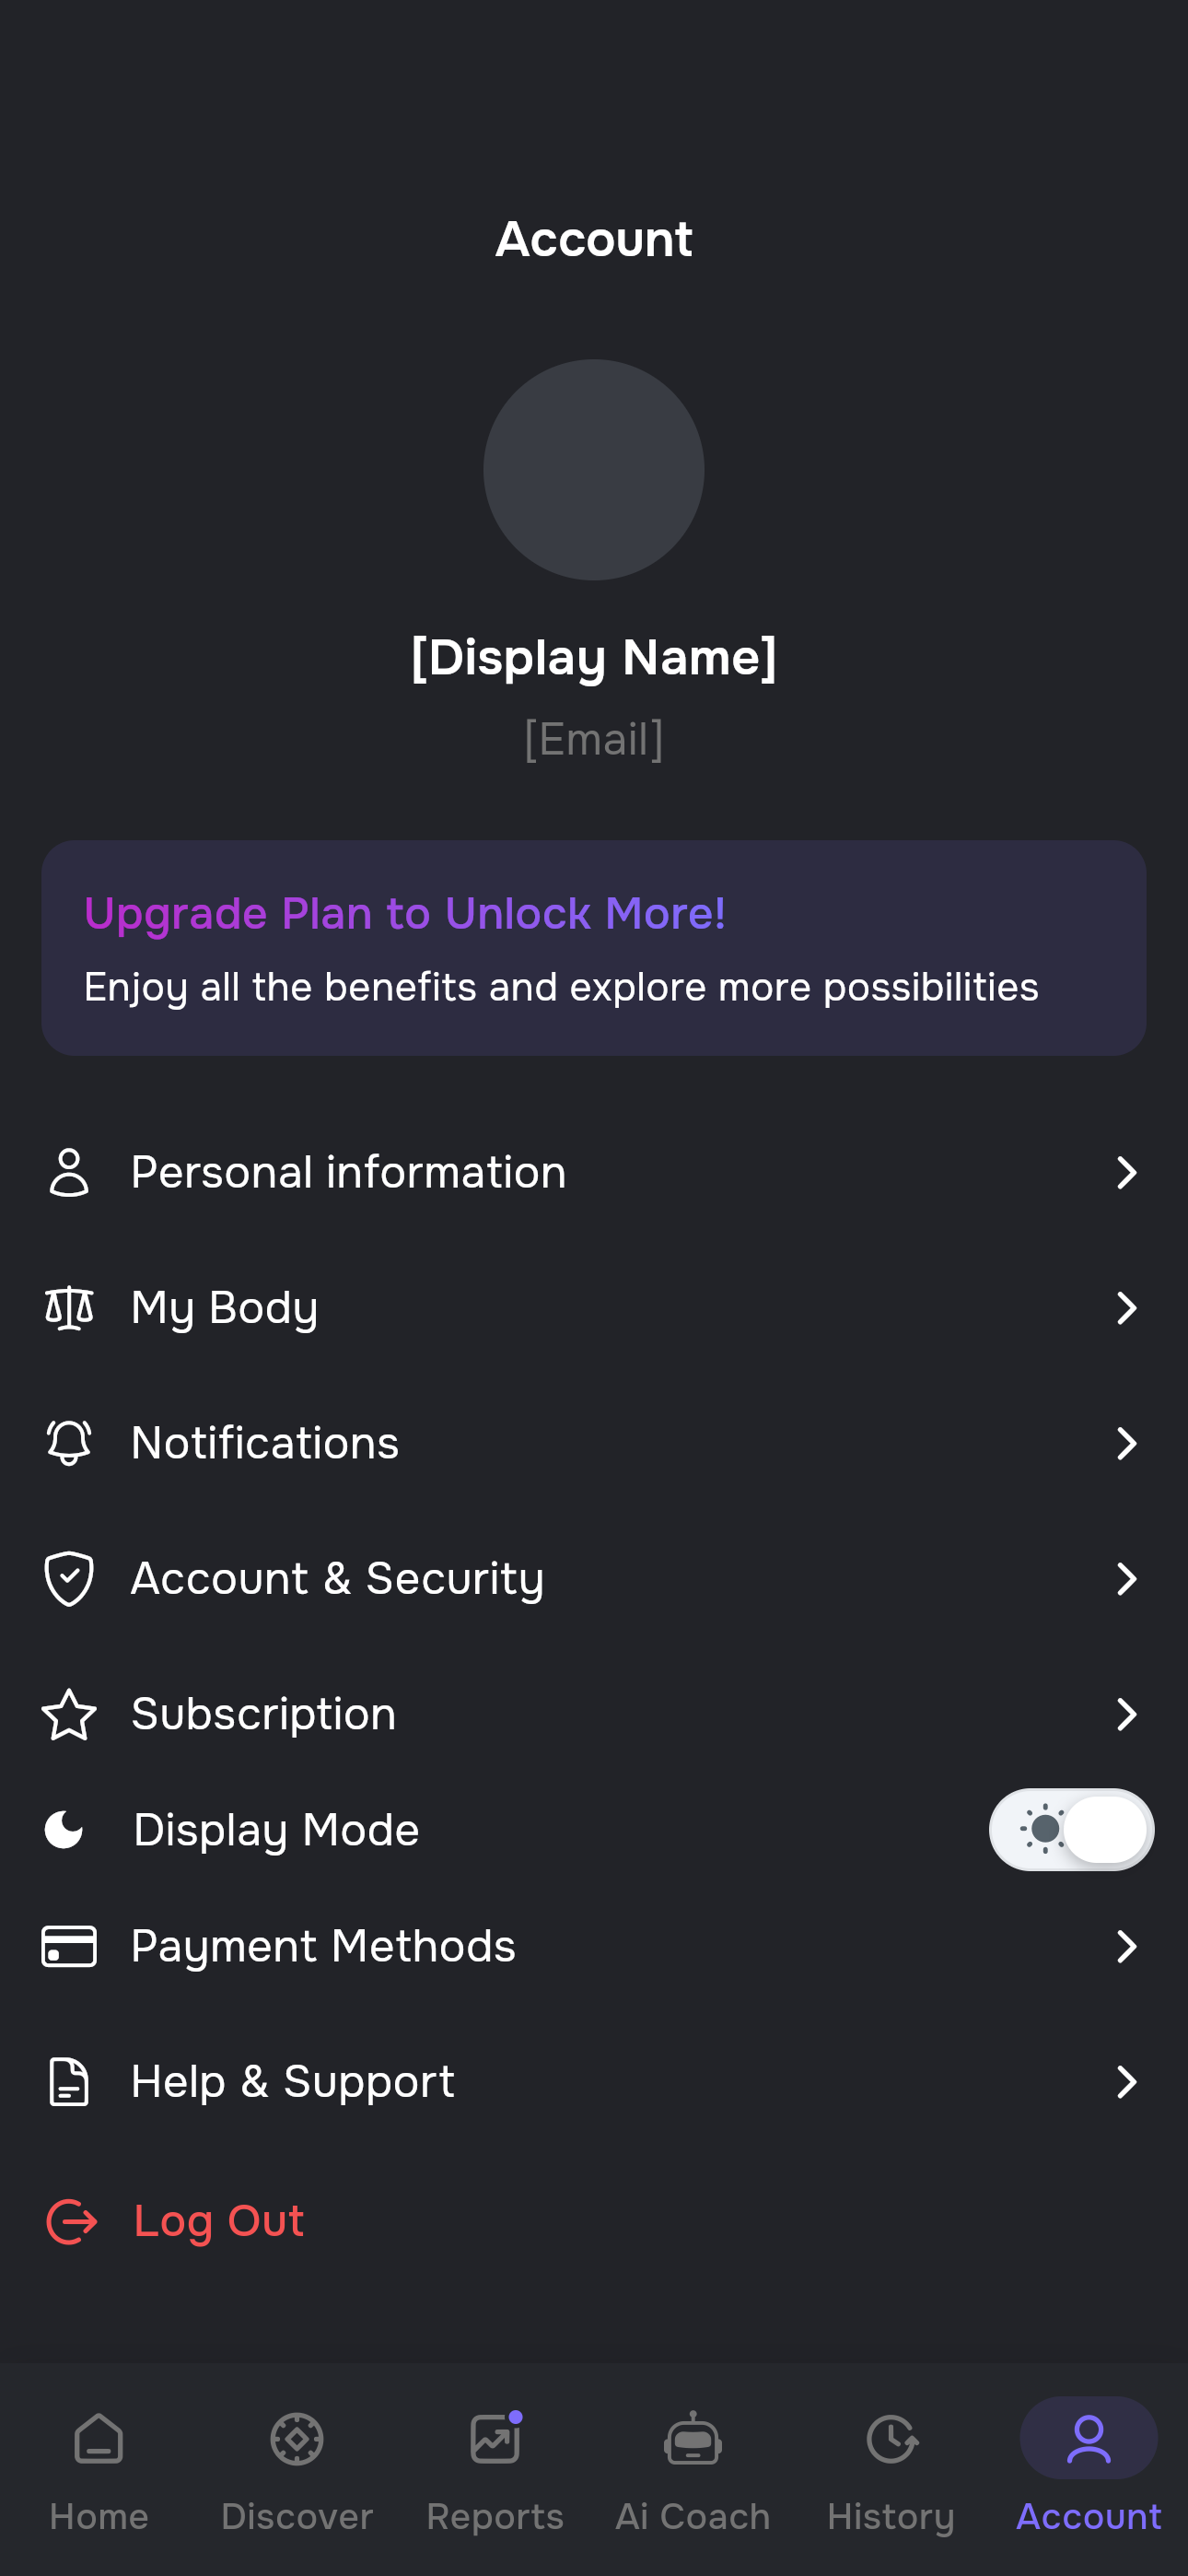 Account
[Display Name]
[Email]
Upgrade Plan to Unlock More!
Enjoy all the benefits and explore more possibilities
Personal information
My Body
Notifications
Account & Security
Subscription
Display Mode
Payment Methods
Help & Support
Log Out
Home Discover Reports Ai Coach History Account